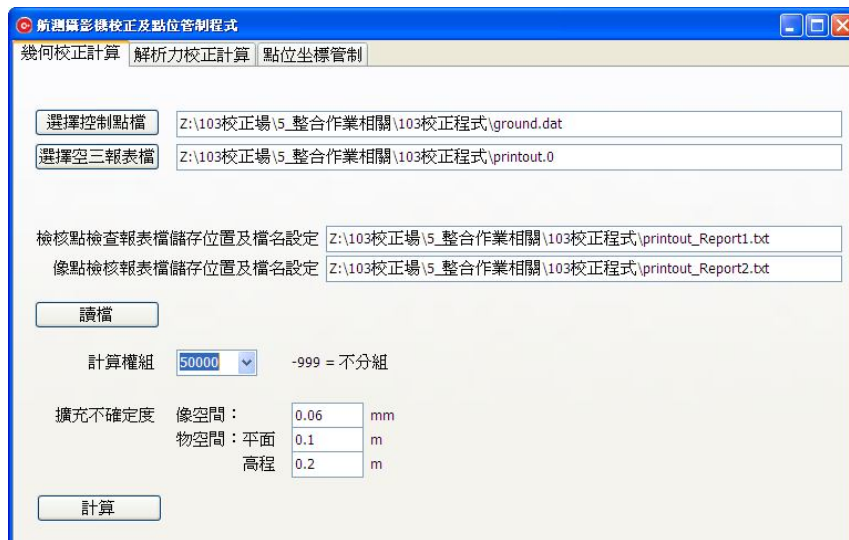 航測攝影機校正及點位管制程式
幾何校正計算 解析力校正計算 點位坐標管制
選擇控制點檔 Z:\103校正場\5_整合作業相關\103校正程式\ground.dat
選擇空三報表檔 Z:\103校正場\5_整合作業相關\103校正程式\printout.0
檢核點檢查報表檔儲存位置及檔名設定 Z:\103校正場\5_整合作業相關\103校正程式\printout_Report1.txt
像點檢核報表檔儲存位置及檔名設定 Z:\103校正場\5_整合作業相關\103校正程式\printout_Report2.txt
讀檔
計算權組 50000 -999 = 不分組
擴充不確定度 像空間： 0.06 mm
物空間：平面 0.1 m
高程 0.2 m
計算